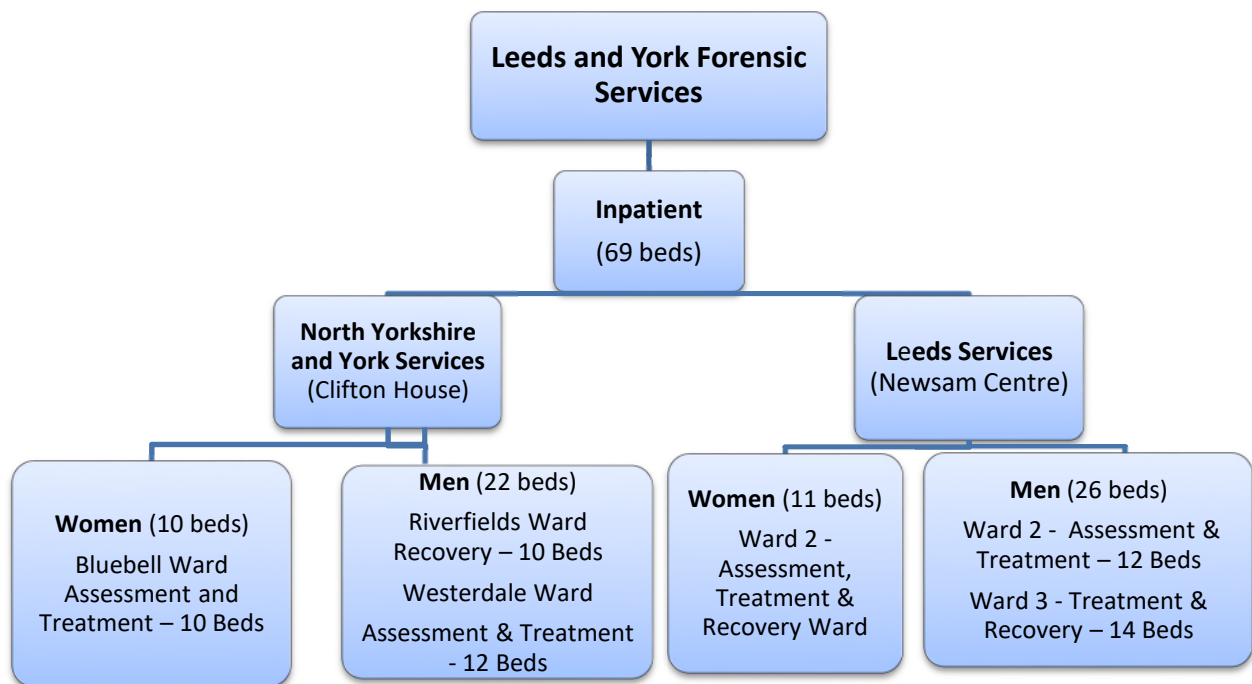 Leeds and York Forensic
Services
Inpatient
(69 beds)
North Yorkshire
and York Services
(Clifton House)
Leeds Services
(Newsam Centre)
Women (10 beds)
Bluebell Ward
Assessment and
Treatment – 10 Beds
Men (22 beds)
Riverfields Ward
Recovery – 10 Beds
Westerdale Ward
Assessment & Treatment
- 12 Beds
Women (11 beds)
Ward 2 -
Assessment,
Treatment &
Recovery Ward
Men (26 beds)
Ward 2 - Assessment &
Treatment – 12 Beds
Ward 3 - Treatment &
Recovery – 14 Beds